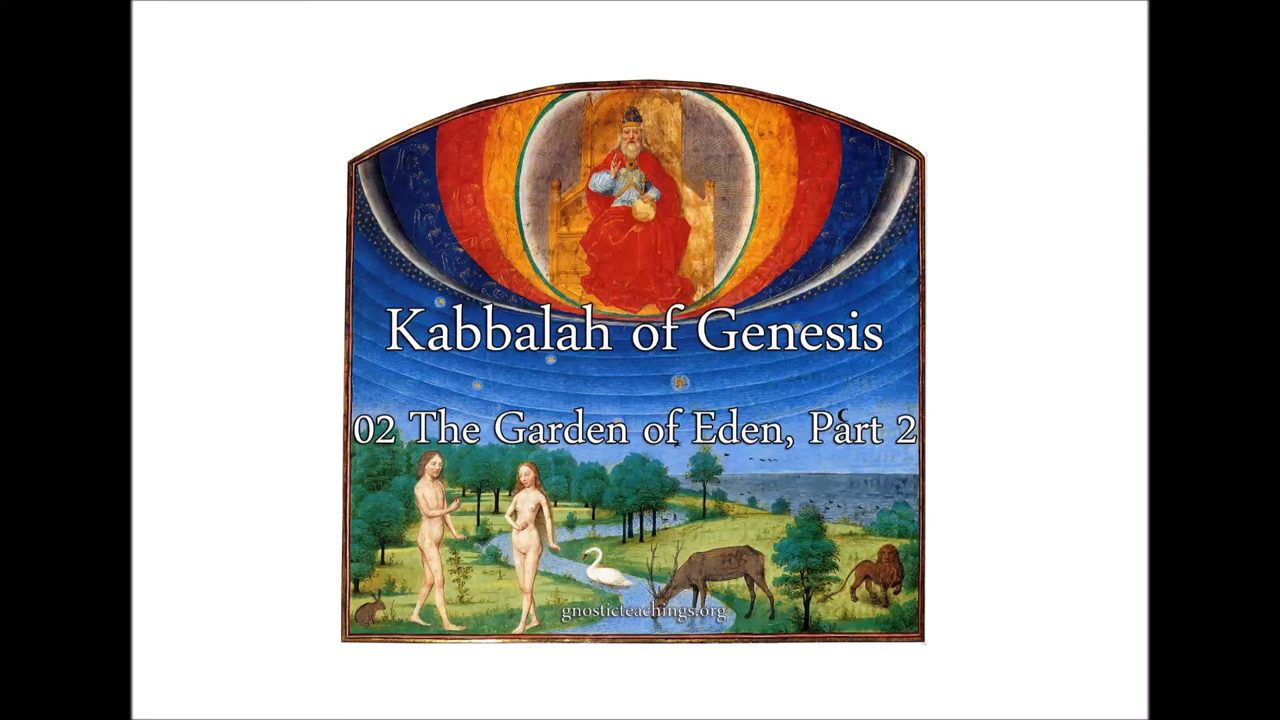 Kabbalah of Genesis
02 The Garden of Eden, Part 2
gnosticteachings.org